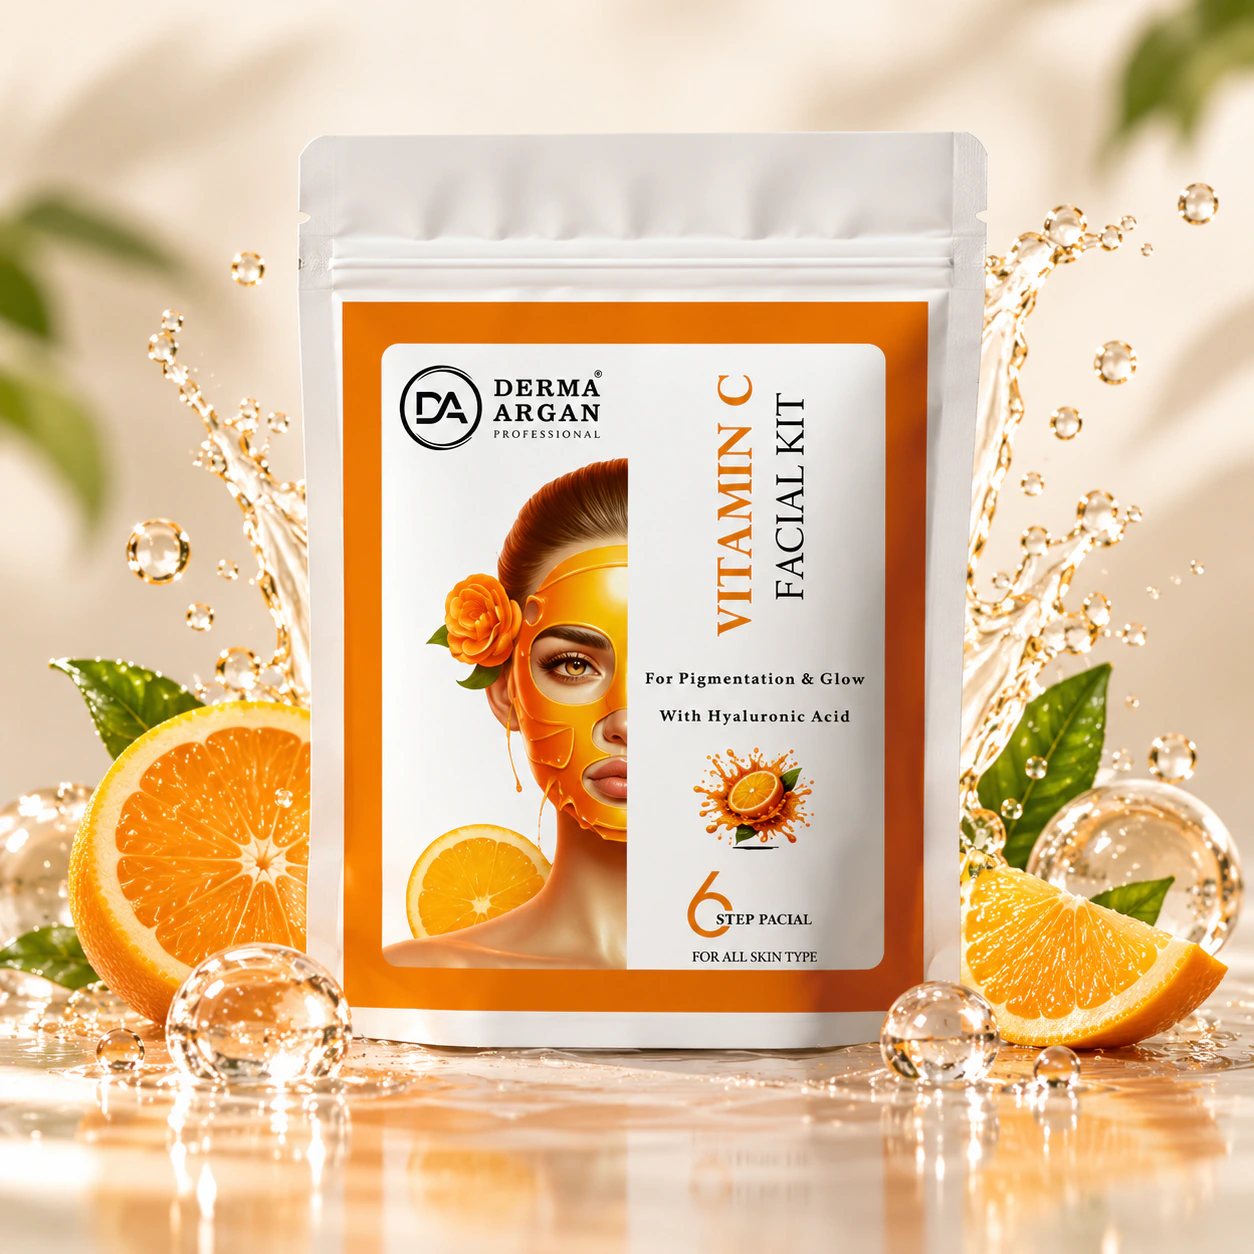 DA
DERMA®
ARGAN
PROFESSIONAL
VITAMIN C
FACIAL KIT
For Pigmentation & Glow
With Hyaluronic Acid
6 STEP PACIAL
FOR ALL SKIN TYPE